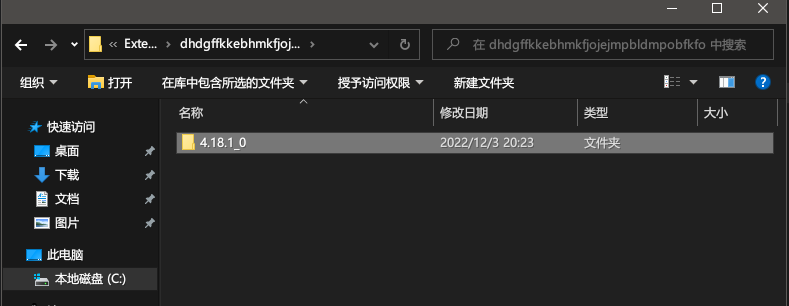 « Exte... › dhdgffkkebhmkfjoj... ›
在 dhdgffkkebhmkfjojejmpbldmpobfkfo 中搜索
组织 打开 在库中包含所选的文件夹 授予访问权限 新建文件夹
名称 修改日期 类型 大小
4.18.1_0 2022/12/3 20:23 文件夹
快速访问
桌面
下载
文档
图片
此电脑
本地磁盘 (C:)